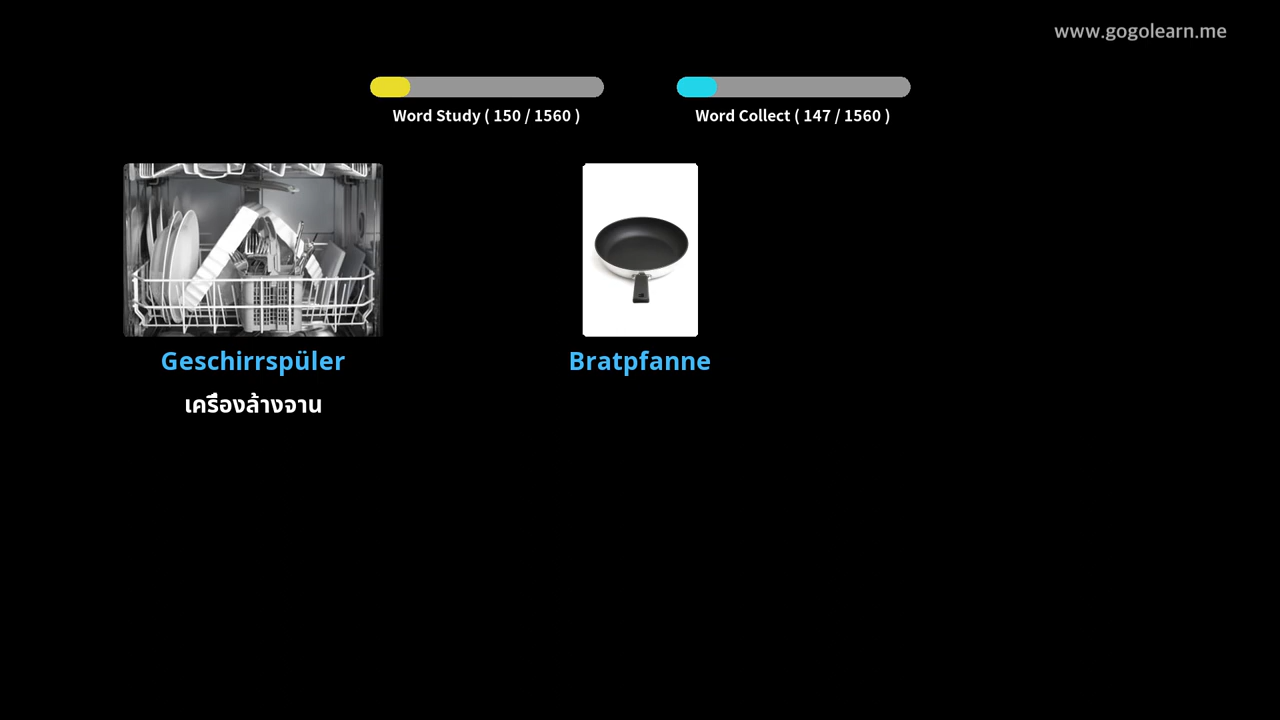 www.gogolearn.me
Word Study ( 150 / 1560 )
Word Collect ( 147 / 1560 )
Geschirrspüler
Bratpfanne
เครื่องล้างจาน